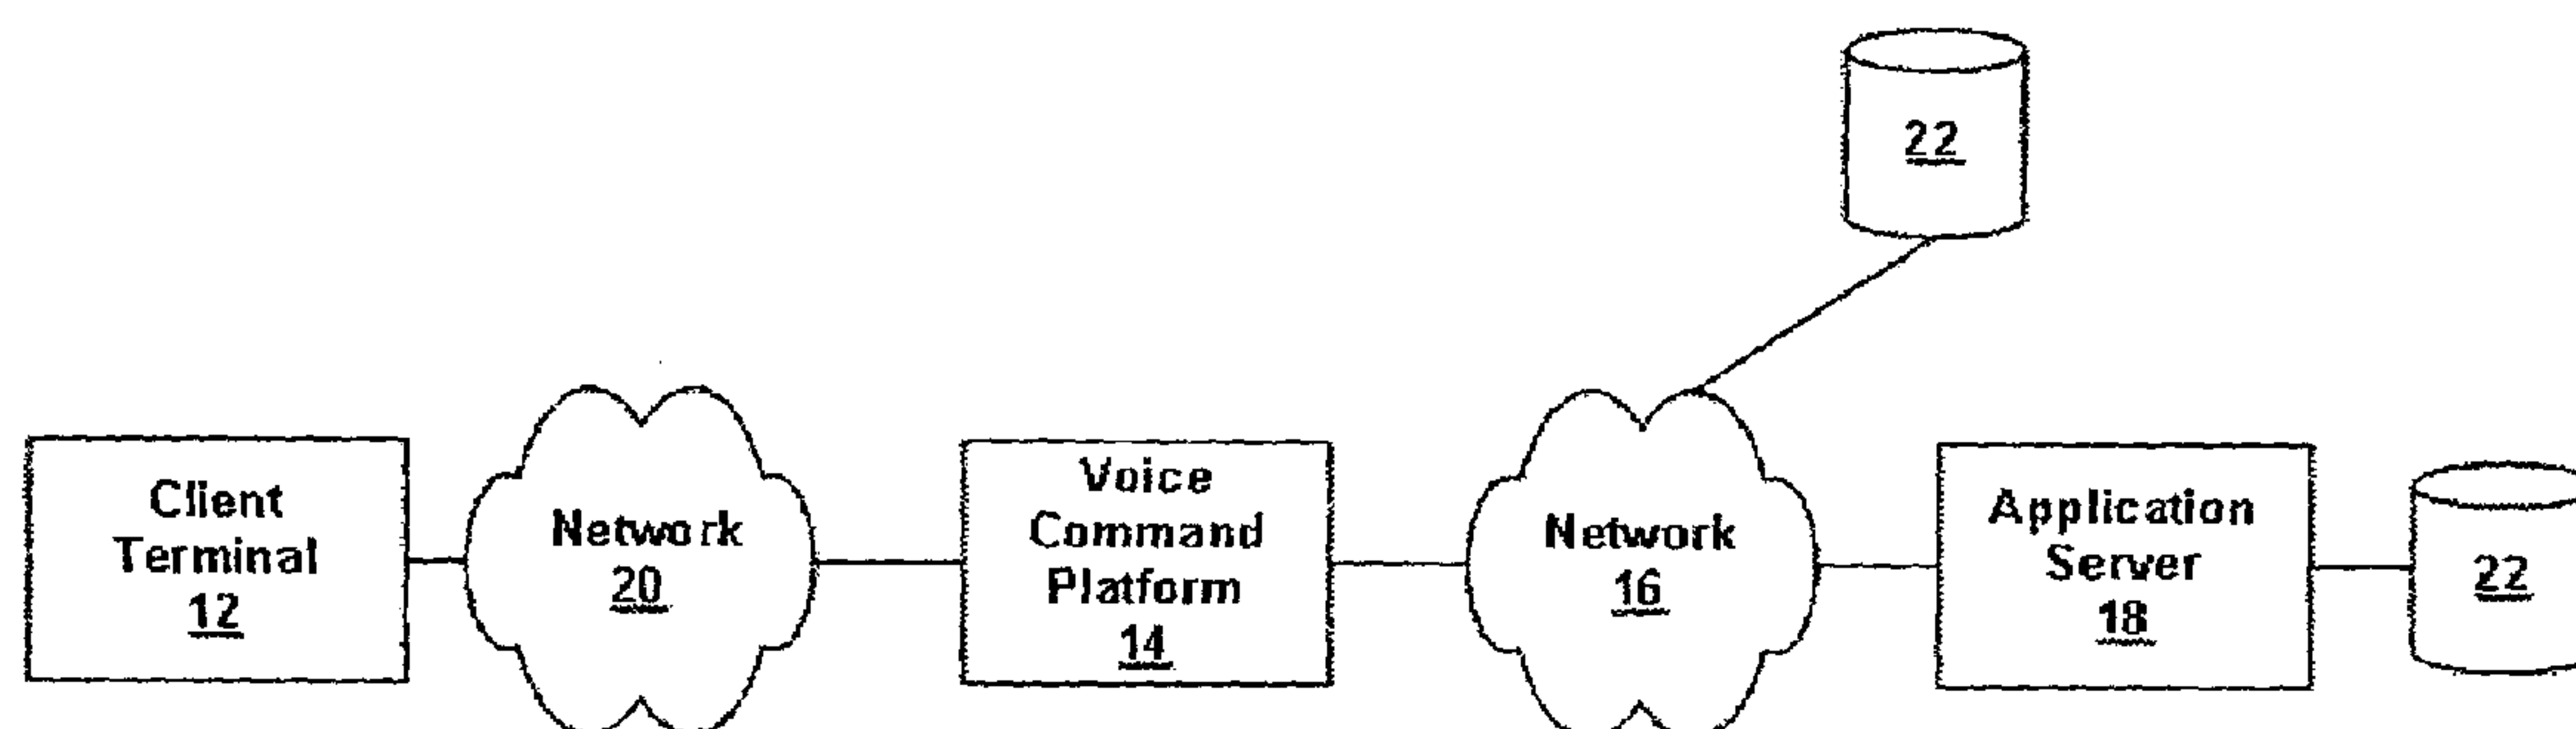 22
Client
Terminal
12
Network
20
Voice
Command
Platform
14
Network
16
Application
Server
18
22